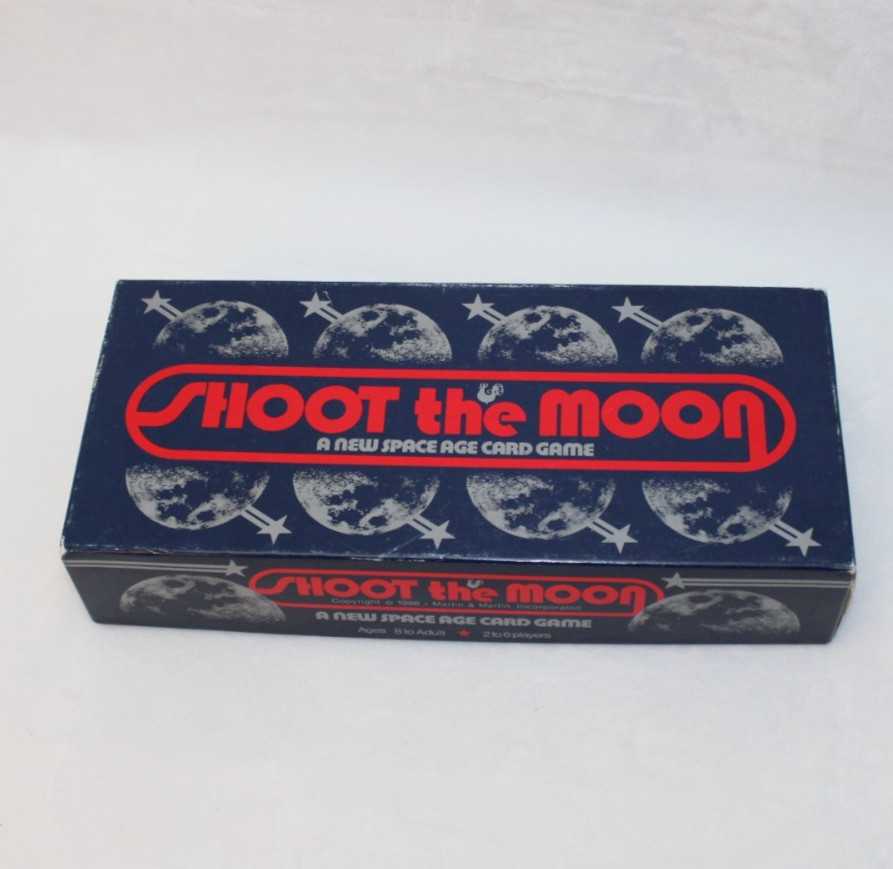 SHOOT the MOON
A NEW SPACE AGE CARD GAME
SHOOT the MOON
Copyright © 1986 - Martin & Martin, Incorporated
A NEW SPACE AGE CARD GAME
Ages 8 to Adult ★ 2 to 6 players